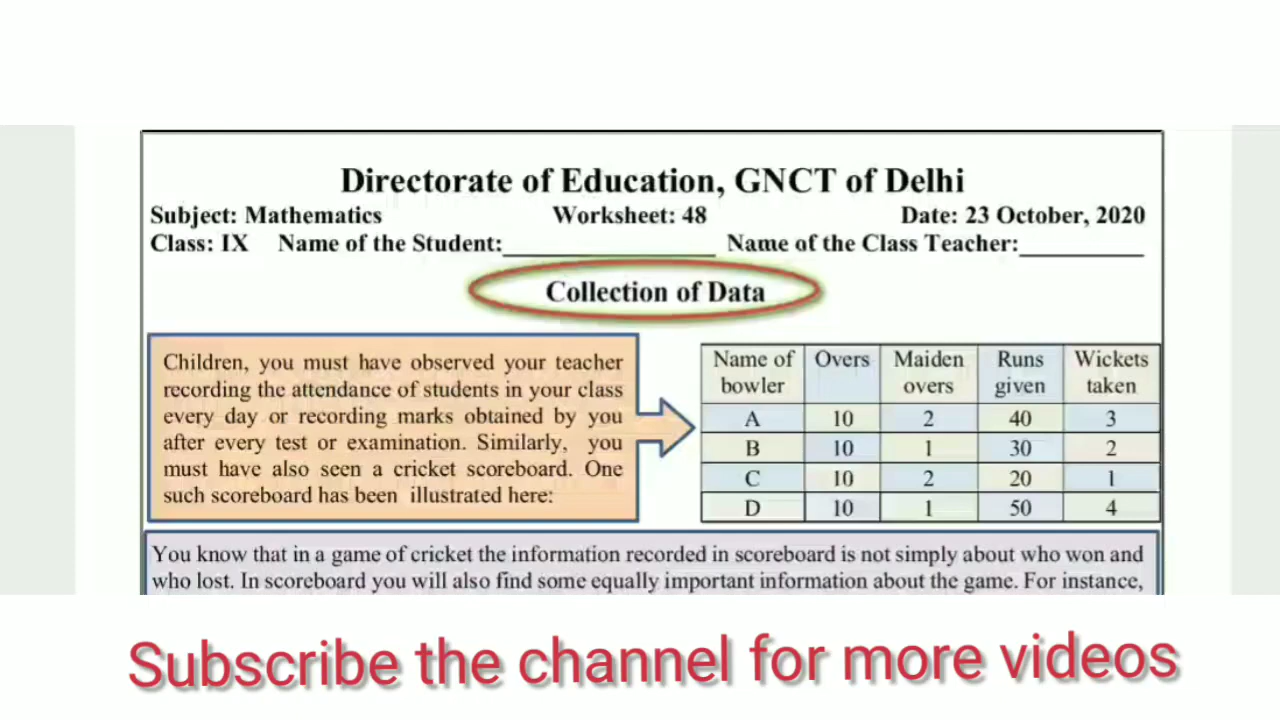 Directorate of Education, GNCT of Delhi
Subject: Mathematics Worksheet: 48 Date: 23 October, 2020
Class: IX Name of the Student:_________________ Name of the Class Teacher:__________
Collection of Data
Children, you must have observed your teacher
recording the attendance of students in your class
every day or recording marks obtained by you
after every test or examination. Similarly, you
must have also seen a cricket scoreboard. One
such scoreboard has been illustrated here:
Name of bowler Overs Maiden overs Runs given Wickets taken
A 10 2 40 3
B 10 1 30 2
C 10 2 20 1
D 10 1 50 4
You know that in a game of cricket the information recorded in scoreboard is not simply about who won and
who lost. In scoreboard you will also find some equally important information about the game. For instance,
Subscribe the channel for more videos